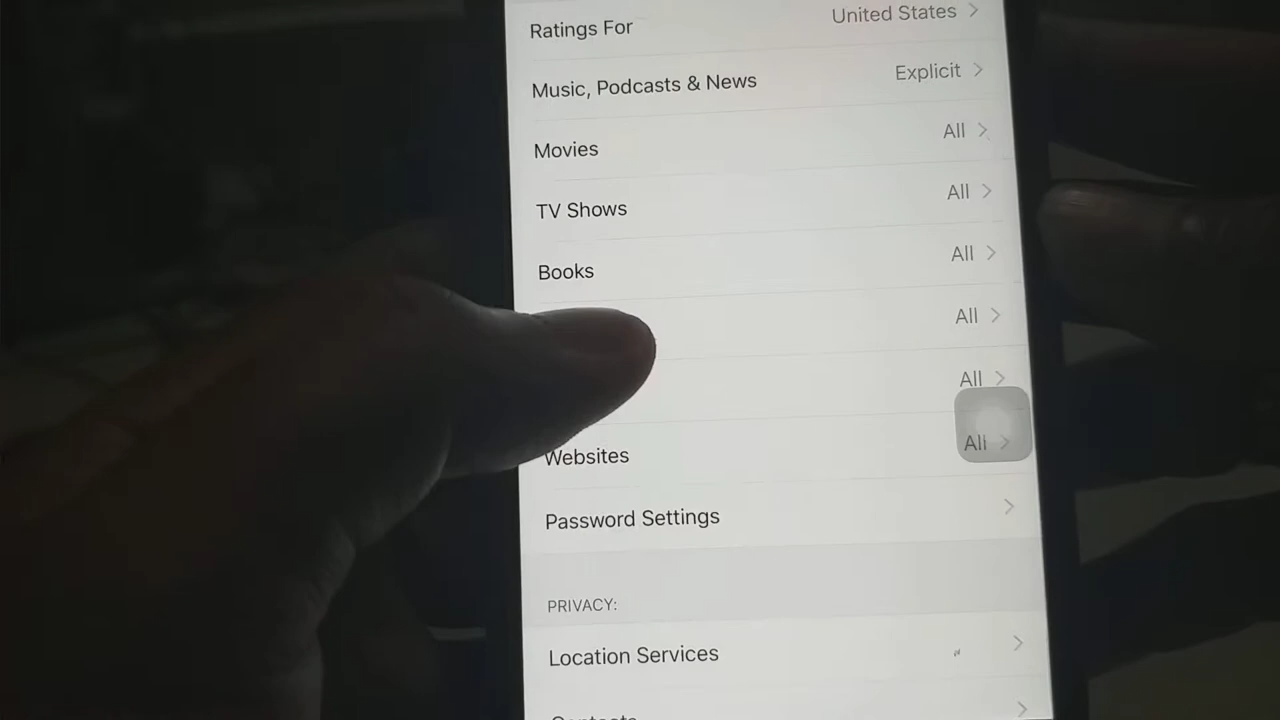 Ratings For United States
Music, Podcasts & News Explicit
Movies All
TV Shows All
Books All
All
All
Websites All
Password Settings
PRIVACY:
Location Services